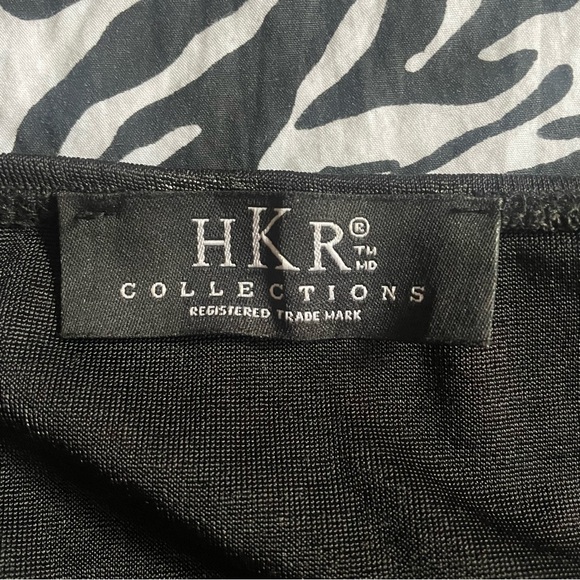 HKR® ™ MD
COLLECTIONS
REGISTERED TRADE MARK